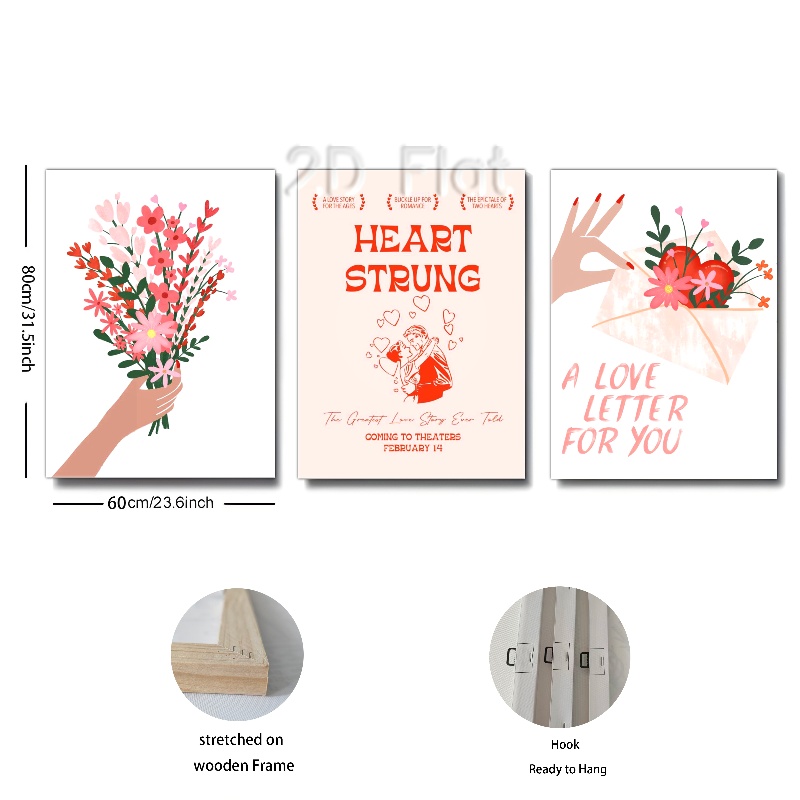 2D Flat
A LOVE STORY
FOR THE AGES
BUCKLE UP FOR
ROMANCE
THE EPIC TALE OF
TWO HEARTS
HEART
STRUNG
The Greatest Love Story Ever Told
COMING TO THEATERS
FEBRUARY 14
A LOVE
LETTER
FOR YOU
80cm/31.5inch
60cm/23.6inch
stretched on
wooden Frame
Hook
Ready to Hang